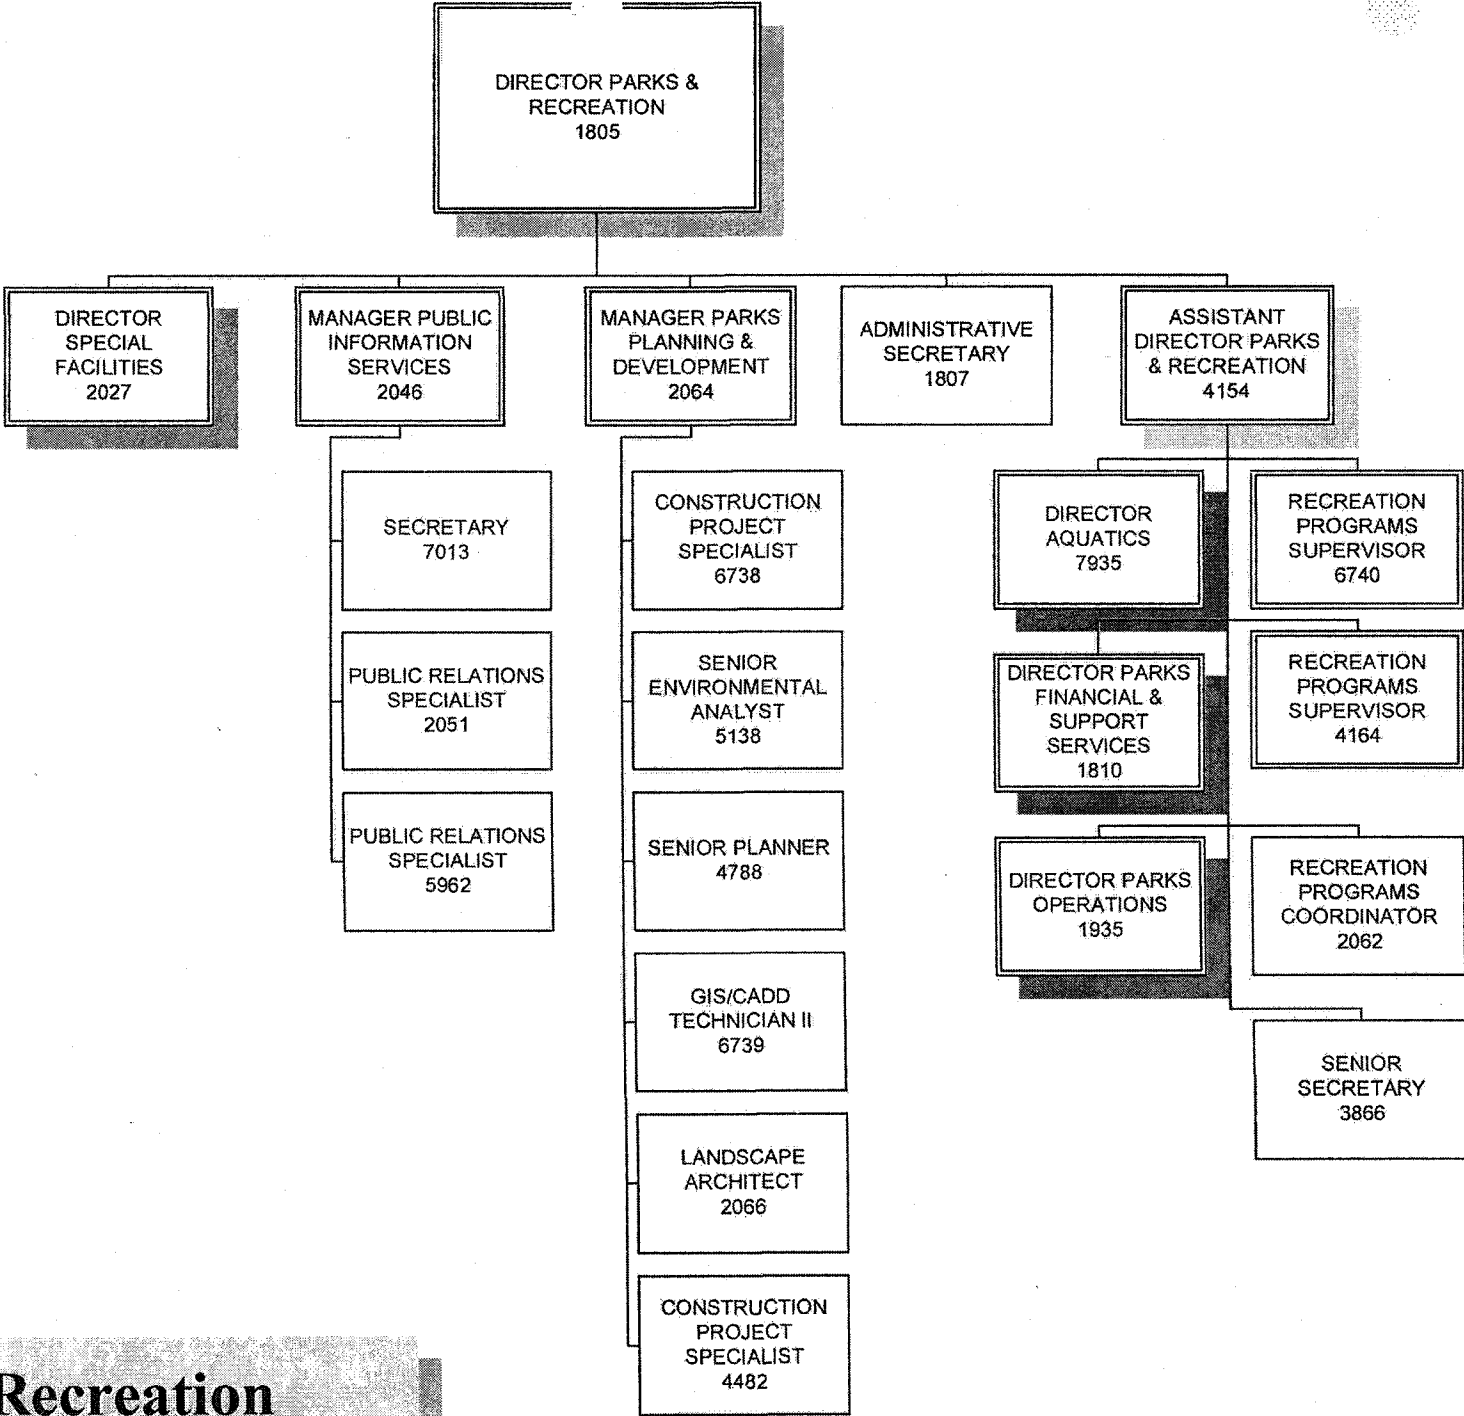 DIRECTOR PARKS &
RECREATION
1805
DIRECTOR
SPECIAL
FACILITIES
2027
MANAGER PUBLIC
INFORMATION
SERVICES
2046
MANAGER PARKS
PLANNING &
DEVELOPMENT
2064
ADMINISTRATIVE
SECRETARY
1807
ASSISTANT
DIRECTOR PARKS
& RECREATION
4154
SECRETARY
7013
PUBLIC RELATIONS
SPECIALIST
2051
PUBLIC RELATIONS
SPECIALIST
5962
CONSTRUCTION
PROJECT
SPECIALIST
6738
SENIOR
ENVIRONMENTAL
ANALYST
5138
SENIOR PLANNER
4788
GIS/CADD
TECHNICIAN II
6739
LANDSCAPE
ARCHITECT
2066
CONSTRUCTION
PROJECT
SPECIALIST
4482
DIRECTOR
AQUATICS
7935
RECREATION
PROGRAMS
SUPERVISOR
6740
DIRECTOR PARKS
FINANCIAL &
SUPPORT
SERVICES
1810
RECREATION
PROGRAMS
SUPERVISOR
4164
DIRECTOR PARKS
OPERATIONS
1935
RECREATION
PROGRAMS
COORDINATOR
2062
SENIOR
SECRETARY
3866
Recreation